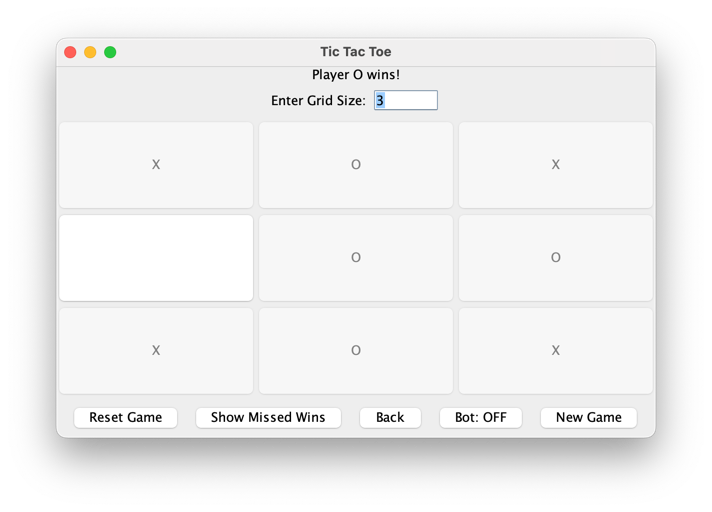 Tic Tac Toe
Player O wins!
Enter Grid Size: 3
X O X
O O
X O X
Reset Game Show Missed Wins Back Bot: OFF New Game